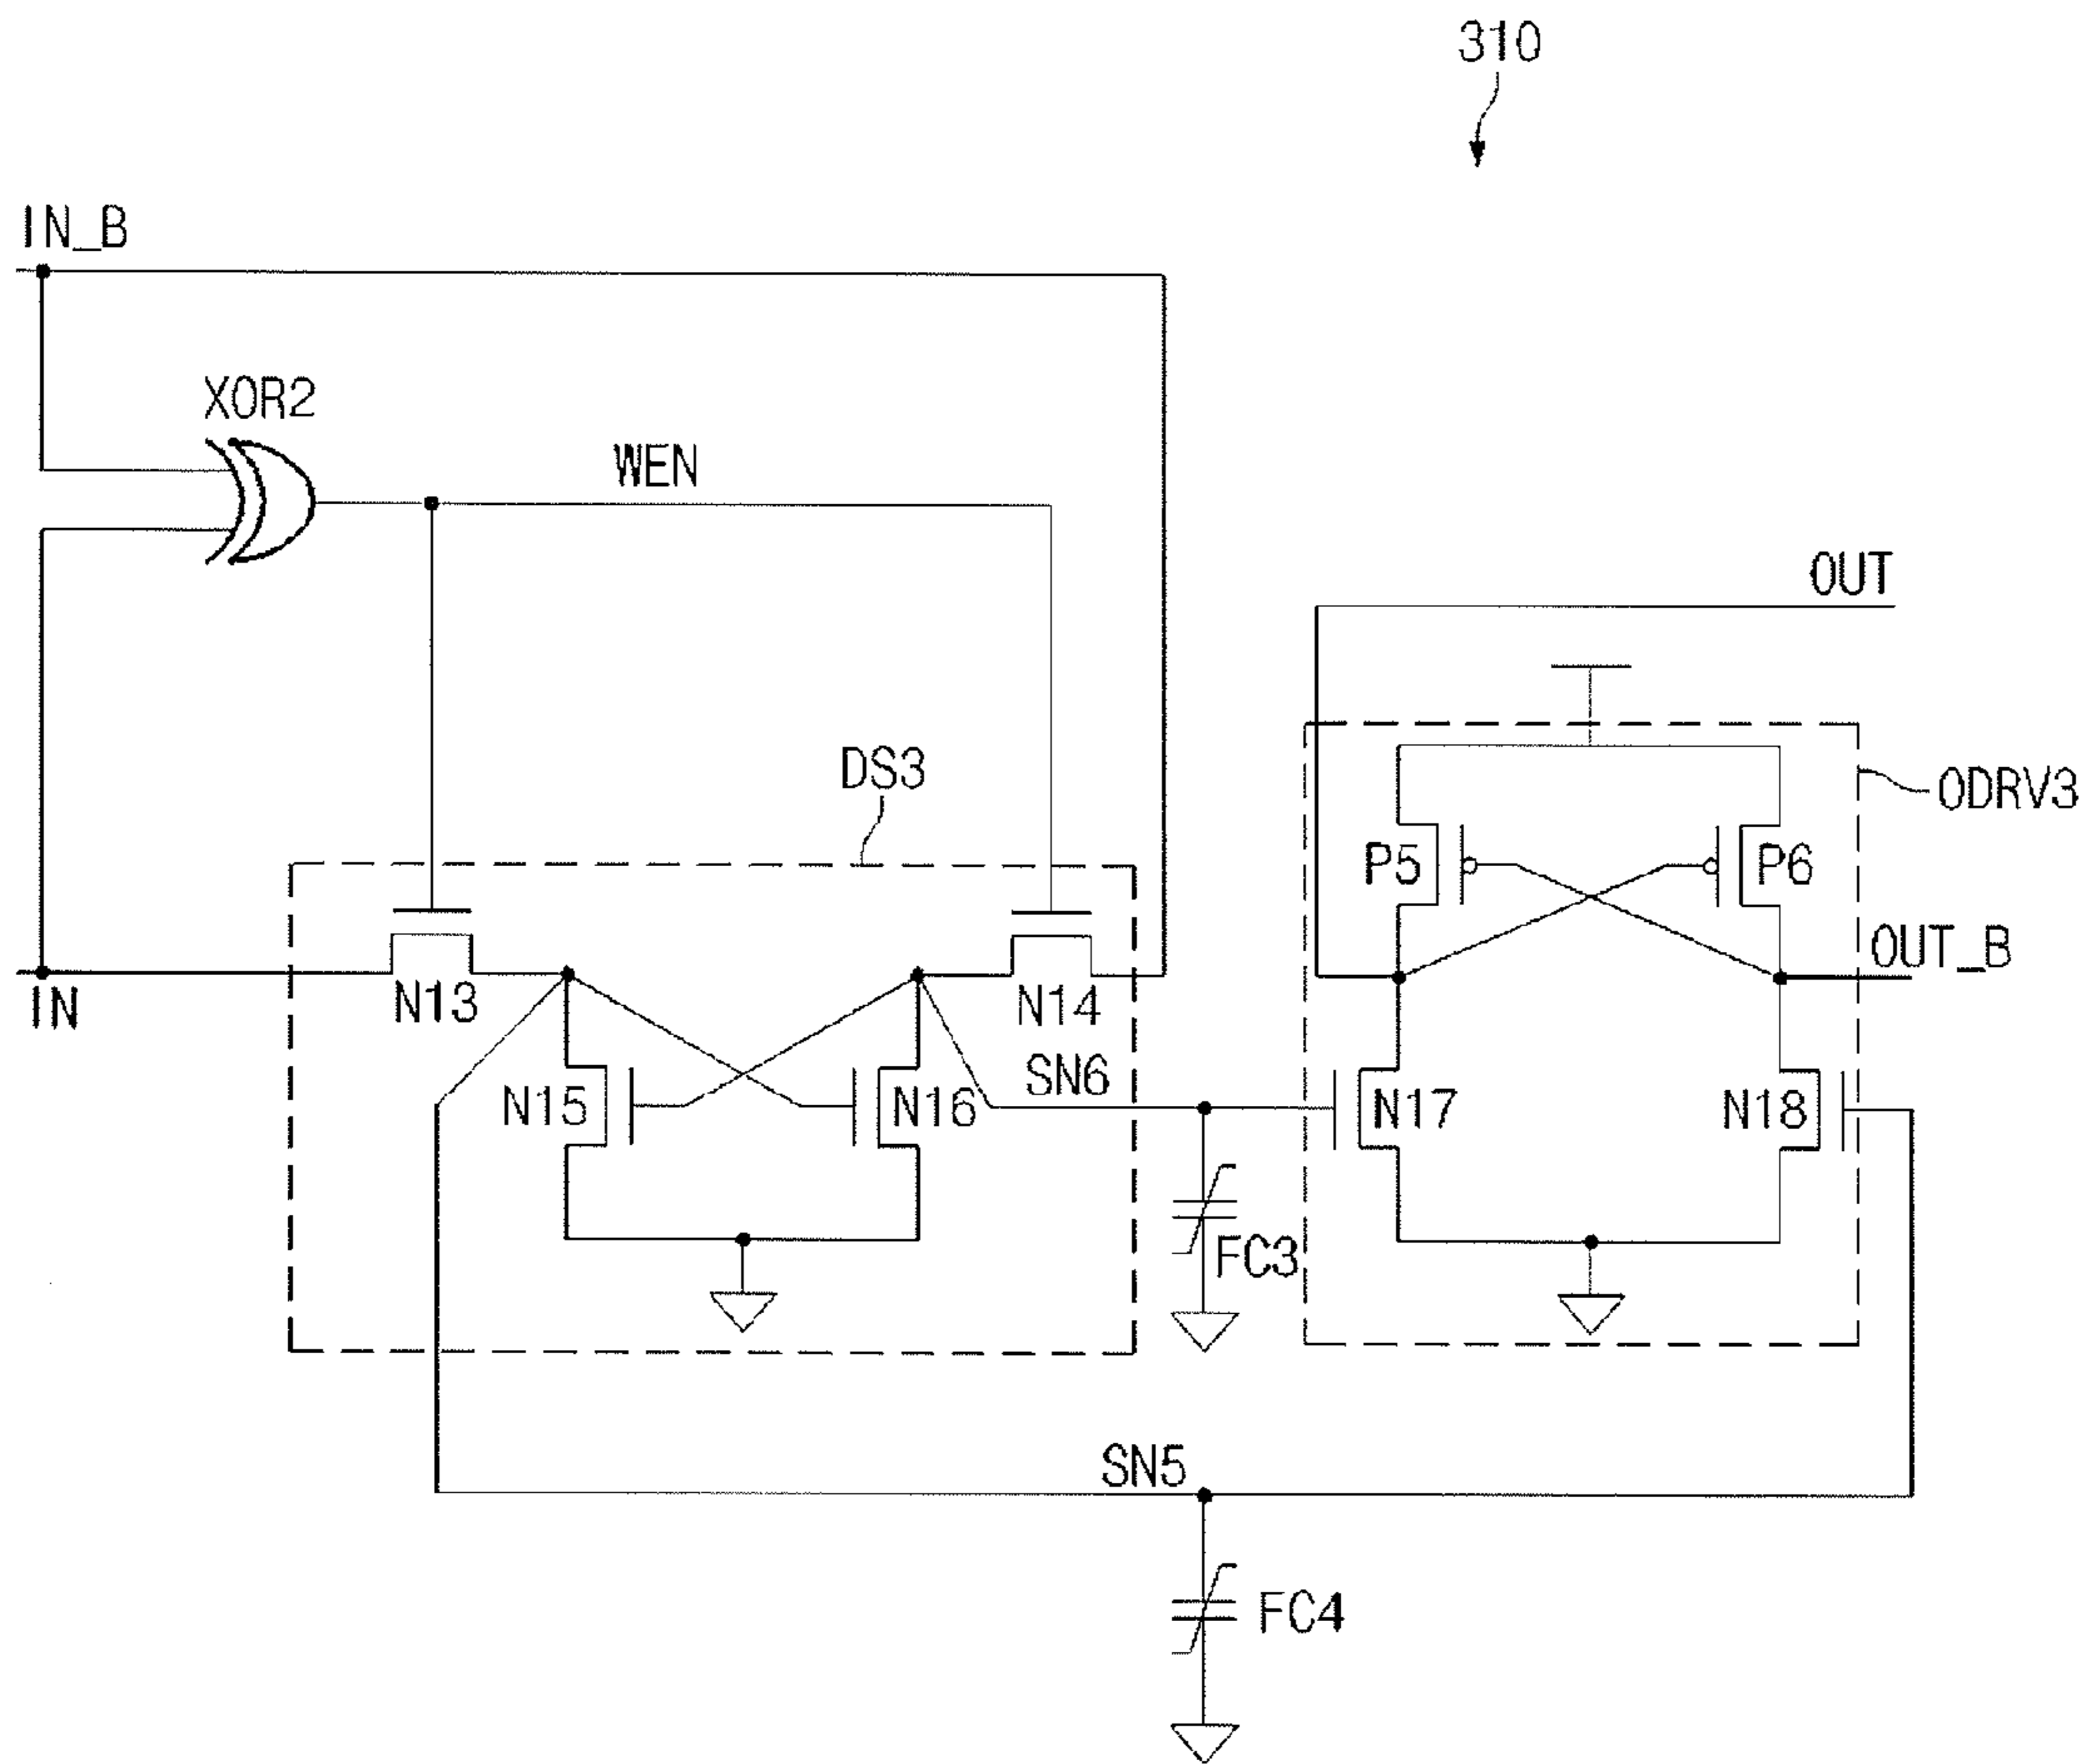 310
IN_B
XOR2
WEN
OUT
DS3
ODRV3
P5
P6
OUT_B
IN
N13
N14
SN6
N15
N16
N17
N18
FC3
SN5
FC4